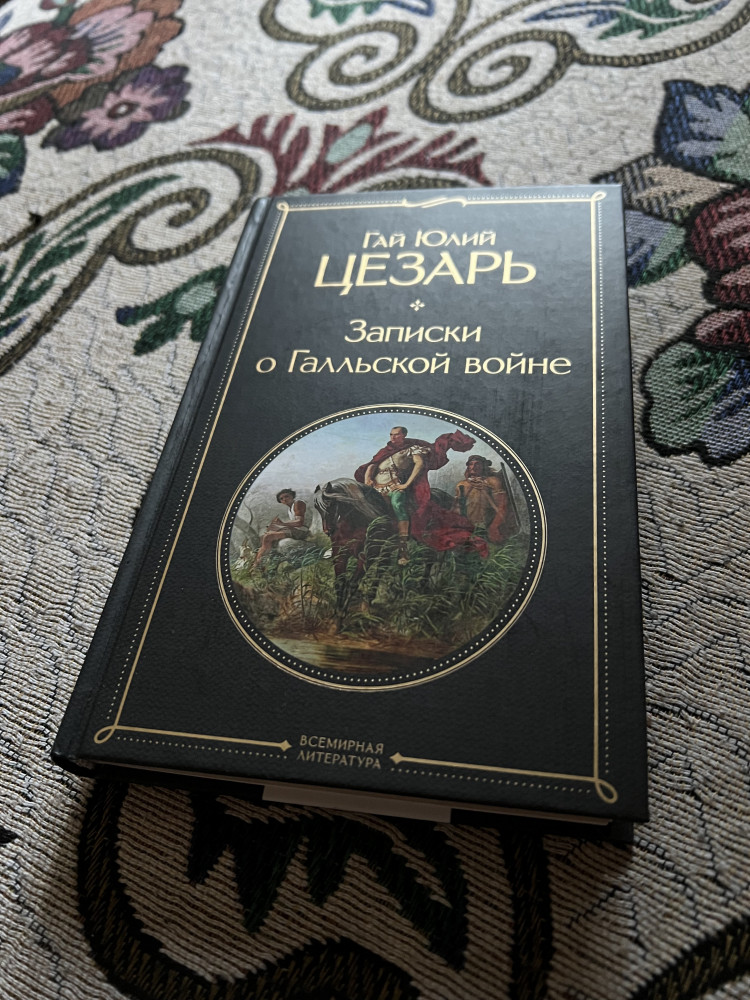 Гай Юлий
ЦЕЗАРЬ
Записки
о Галльской войне
ВСЕМИРНАЯ
ЛИТЕРАТУРА